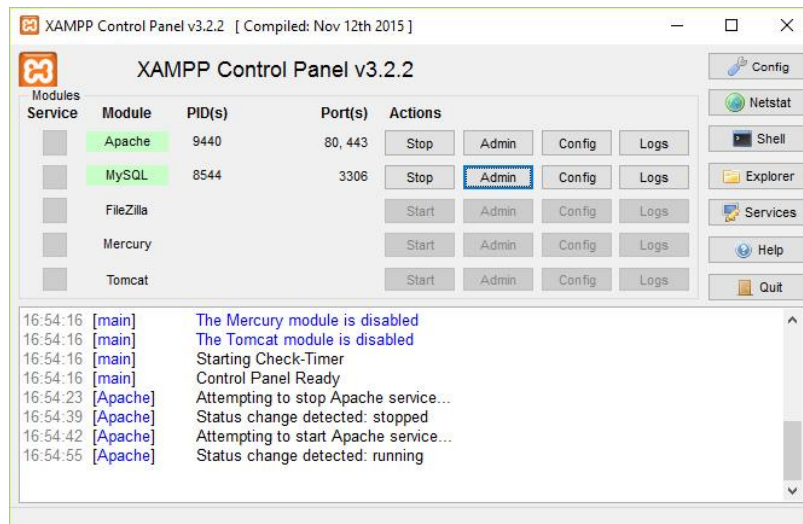 XAMPP Control Panel v3.2.2 [ Compiled: Nov 12th 2015 ]
XAMPP Control Panel v3.2.2
Config
Modules
Service Module PID(s) Port(s) Actions
Netstat
Apache 9440 80, 443 Stop Admin Config Logs
Shell
MySQL 8544 3306 Stop Admin Config Logs
Explorer
FileZilla Start Admin Config Logs
Services
Mercury Start Admin Config Logs
Help
Tomcat Start Admin Config Logs
Quit
16:54:16 [main] The Mercury module is disabled
16:54:16 [main] The Tomcat module is disabled
16:54:16 [main] Starting Check-Timer
16:54:16 [main] Control Panel Ready
16:54:23 [Apache] Attempting to stop Apache service...
16:54:39 [Apache] Status change detected: stopped
16:54:42 [Apache] Attempting to start Apache service...
16:54:55 [Apache] Status change detected: running